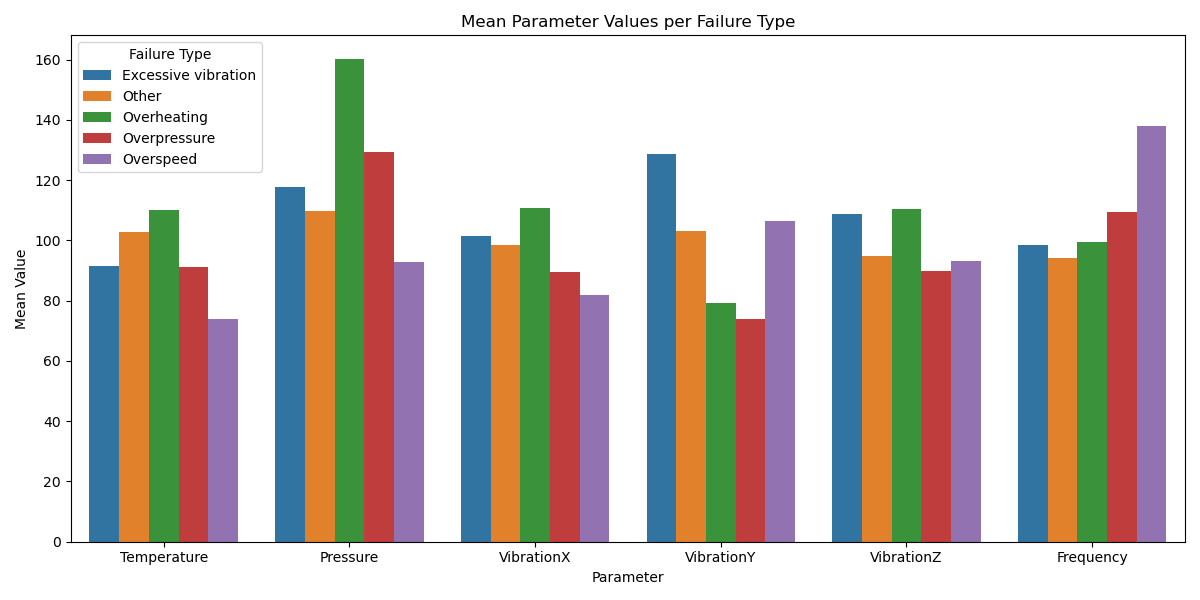 Mean Parameter Values per Failure Type
Failure Type
Excessive vibration
Other
Overheating
Overpressure
Overspeed
Mean Value
160
140
120
100
80
60
40
20
0
Temperature Pressure VibrationX VibrationY VibrationZ Frequency
Parameter